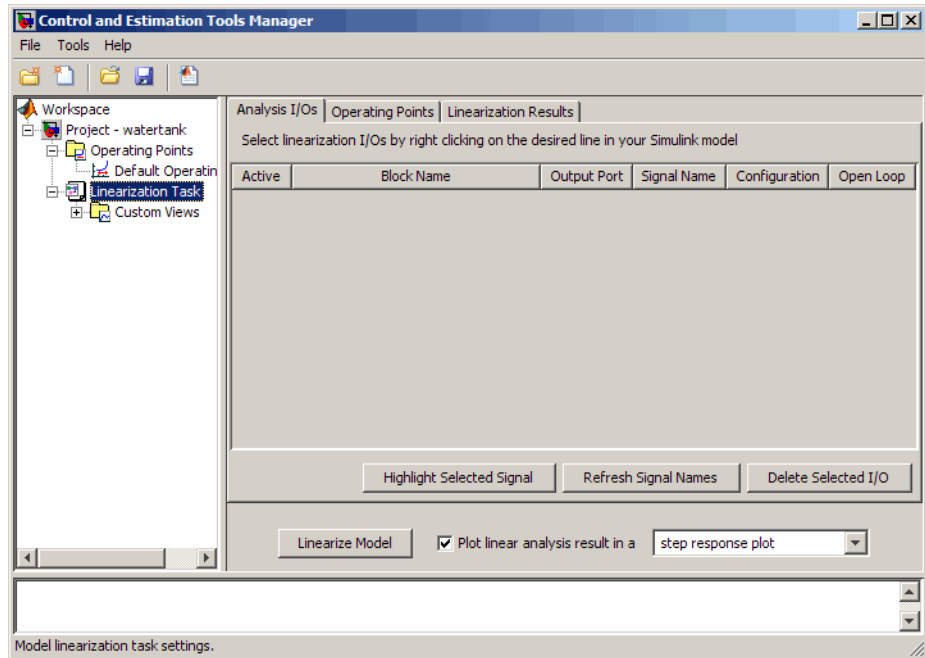 Control and Estimation Tools Manager
File Tools Help
Workspace
Project - watertank
Operating Points
Default Operatin
Linearization Task
Custom Views
Analysis I/Os Operating Points Linearization Results
Select linearization I/Os by right clicking on the desired line in your Simulink model
Active Block Name Output Port Signal Name Configuration Open Loop
Highlight Selected Signal Refresh Signal Names Delete Selected I/O
Linearize Model Plot linear analysis result in a step response plot
Model linearization task settings.